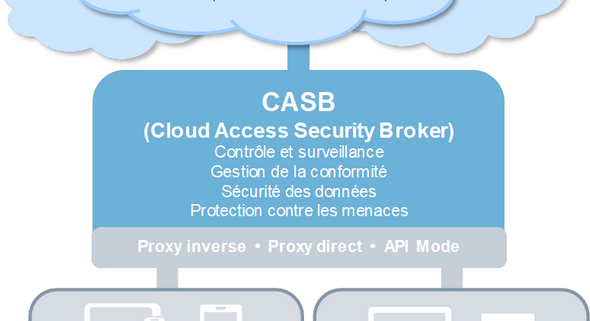 CASB
(Cloud Access Security Broker)
Contrôle et surveillance
Gestion de la conformité
Sécurité des données
Protection contre les menaces
Proxy inverse • Proxy direct • API Mode